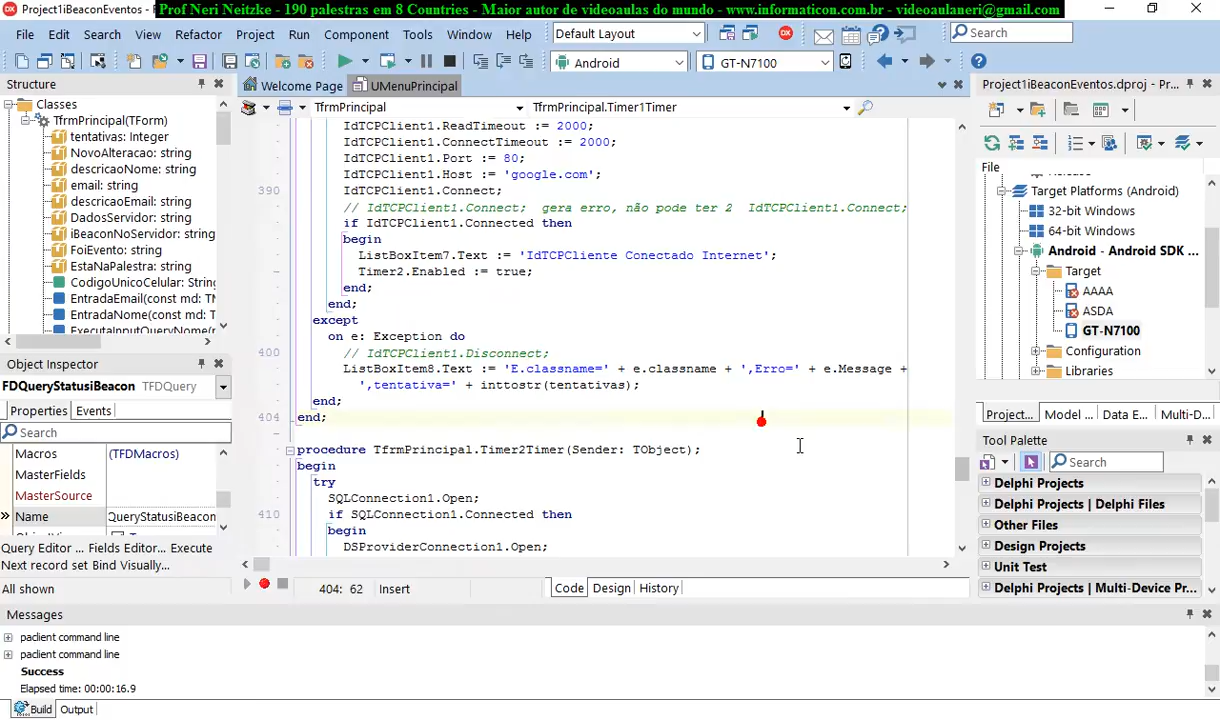 Project1iBeaconEventos - Prof Neri Neitzke - 190 palestras em 8 Countries - Maior autor de videoaulas do mundo - www.informaticon.com.br - videoaulaneri@gmail.com
File Edit Search View Refactor Project Run Component Tools Window Help Default Layout Search
Android GT-N7100
Structure
Classes
TfrmPrincipal(TForm)
tentativas: Integer
NovoAlteracao: string
descricaoNome: string
email: string
descricaoEmail: string
DadosServidor: string
iBeaconNoServidor: string
FoiEvento: string
EstaNaPalestra: string
CodigoUnicoCelular: String
EntradaEmail(const md: TM
EntradaNome(const md: T
ExecutaInputQueryNome(r
Object Inspector
FDQueryStatusiBeacon TFDQuery
Properties Events
Search
Macros (TFDMacros)
MasterFields
MasterSource
Name QueryStatusiBeacon
Query Editor ... Fields Editor... Execute
Next record set Bind Visually...
All shown
Welcome Page UMenuPrincipal
TfrmPrincipal TfrmPrincipal.Timer1Timer
IdTCPClient1.ReadTimeout := 2000;
IdTCPClient1.ConnectTimeout := 2000;
IdTCPClient1.Port := 80;
IdTCPClient1.Host := 'google.com';
390 IdTCPClient1.Connect;
// IdTCPClient1.Connect; gera erro, não pode ter 2 IdTCPClient1.Connect;
if IdTCPClient1.Connected then
begin
ListBoxItem7.Text := 'IdTCPCliente Conectado Internet';
Timer2.Enabled := true;
end;
end;
except
on e: Exception do
400 // IdTCPClient1.Disconnect;
ListBoxItem8.Text := 'E.classname=' + e.classname + ',Erro=' + e.Message +
',tentativa=' + inttostr(tentativas);
end;
404 end;
procedure TfrmPrincipal.Timer2Timer(Sender: TObject);
begin
try
SQLConnection1.Open;
410 if SQLConnection1.Connected then
begin
DSProviderConnection1.Open;
404: 62 Insert Code Design History
Project1iBeaconEventos.dproj - Pr...
File
Target Platforms (Android)
32-bit Windows
64-bit Windows
Android - Android SDK ...
Target
AAAA
ASDA
GT-N7100
Configuration
Libraries
Project... Model ... Data E... Multi-D...
Tool Palette
Search
Delphi Projects
Delphi Projects | Delphi Files
Other Files
Design Projects
Unit Test
Delphi Projects | Multi-Device Pr...
Messages
paclient command line
paclient command line
Success
Elapsed time: 00:00:16.9
Build Output